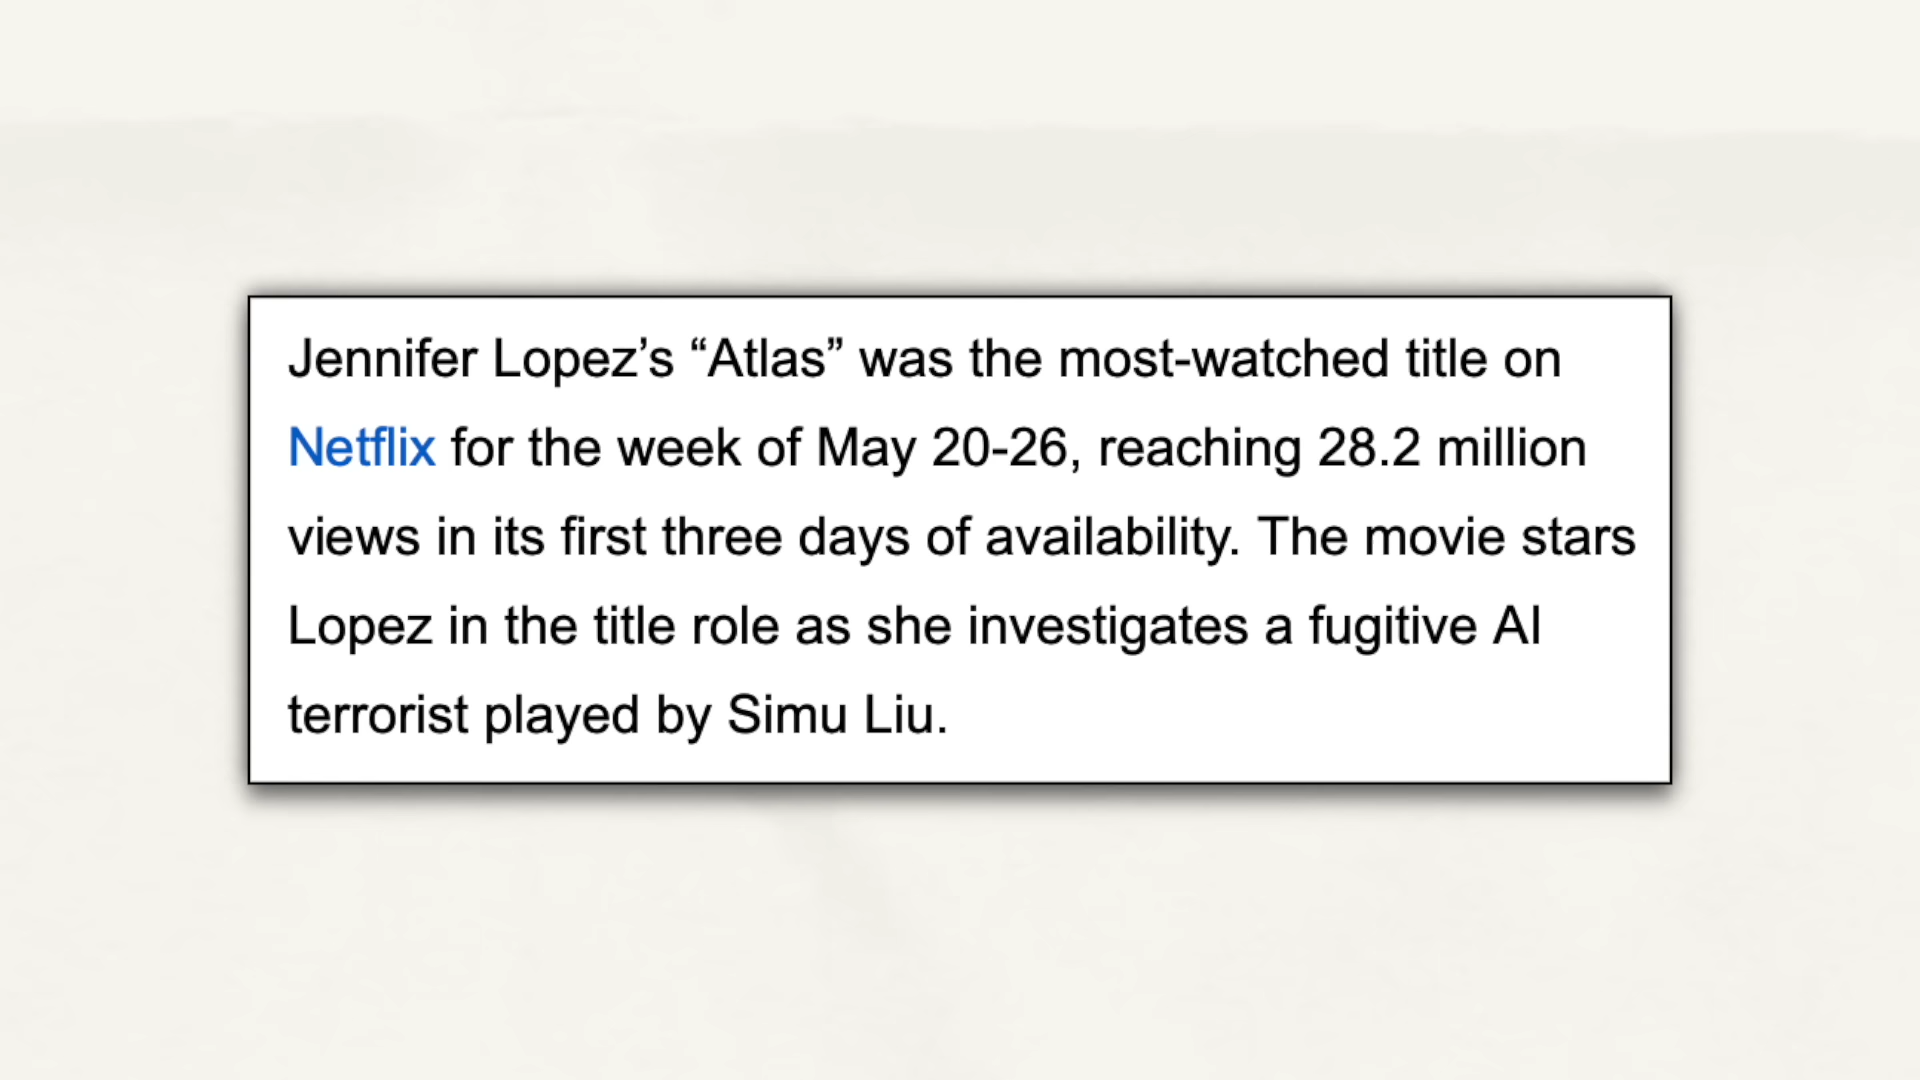 Jennifer Lopez’s “Atlas” was the most-watched title on
Netflix for the week of May 20-26, reaching 28.2 million
views in its first three days of availability. The movie stars
Lopez in the title role as she investigates a fugitive AI
terrorist played by Simu Liu.